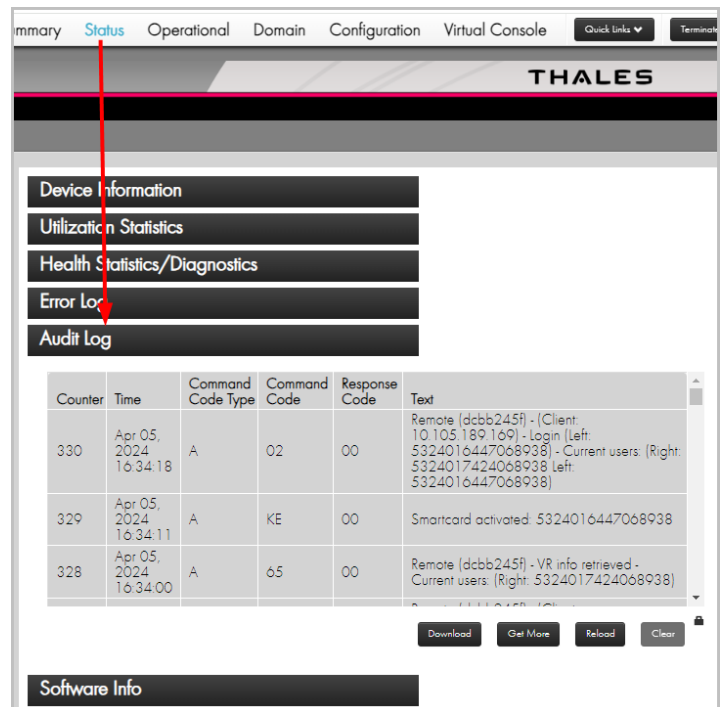 mmary Status Operational Domain Configuration Virtual Console Quick Links Terminate
THALES
Device Information
Utilization Statistics
Health Statistics/Diagnostics
Error Log
Audit Log
Counter Time Command Code Type Command Code Response Code Text
330 Apr 05, 2024 16:34:18 A 02 00 Remote (dcbb245f) - (Client: 10.105.189.169) - Login (Left: 5324016447068938) - Current users: (Right: 5324017424068938 Left: 5324016447068938)
329 Apr 05, 2024 16:34:11 A KE 00 Smartcard activated: 5324016447068938
328 Apr 05, 2024 16:34:00 A 65 00 Remote (dcbb245f) - VR info retrieved - Current users: (Right: 5324017424068938)
Download Get More Reload Clear
Software Info